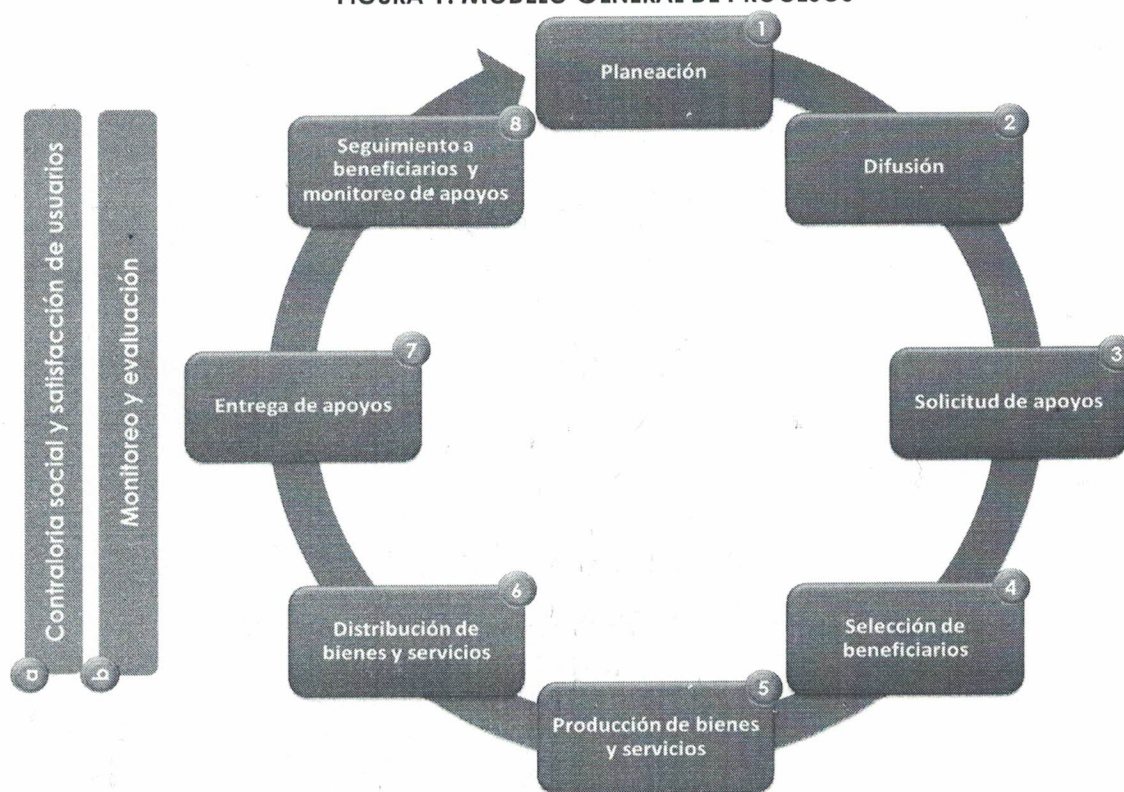 FIGURA 1. MODELO GENERAL DE PROCESOS
1
Planeación
2
Difusión
3
Solicitud de apoyos
4
Selección de
beneficiarios
5
Producción de bienes
y servicios
6
Distribución de
bienes y servicios
7
Entrega de apoyos
8
Seguimiento a
beneficiarios y
monitoreo de apoyos
a
Contraloría social y satisfacción de usuarios
b
Monitoreo y evaluación